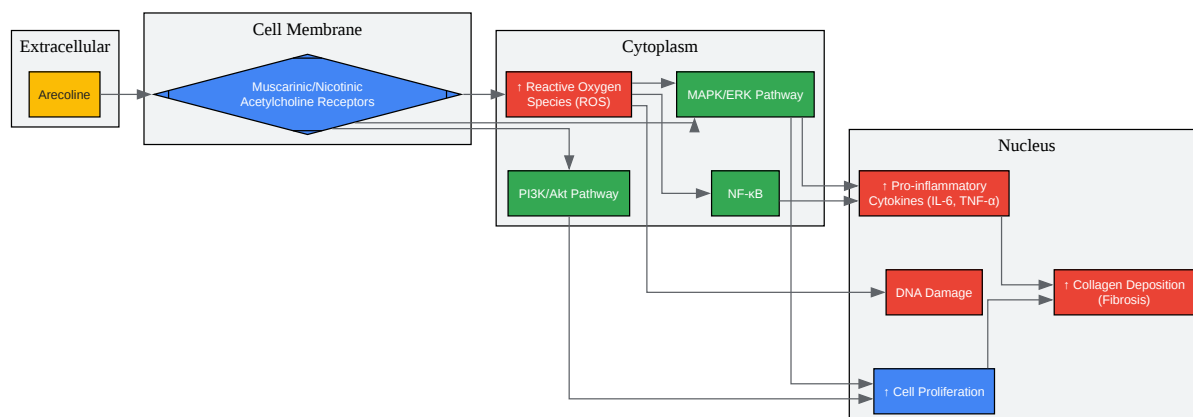 Extracellular
Arecoline
Cell Membrane
Muscarinic/Nicotinic
Acetylcholine Receptors
Cytoplasm
↑ Reactive Oxygen
Species (ROS)
MAPK/ERK Pathway
PI3K/Akt Pathway
NF-κB
Nucleus
↑ Pro-inflammatory
Cytokines (IL-6, TNF-α)
DNA Damage
↑ Collagen Deposition
(Fibrosis)
↑ Cell Proliferation